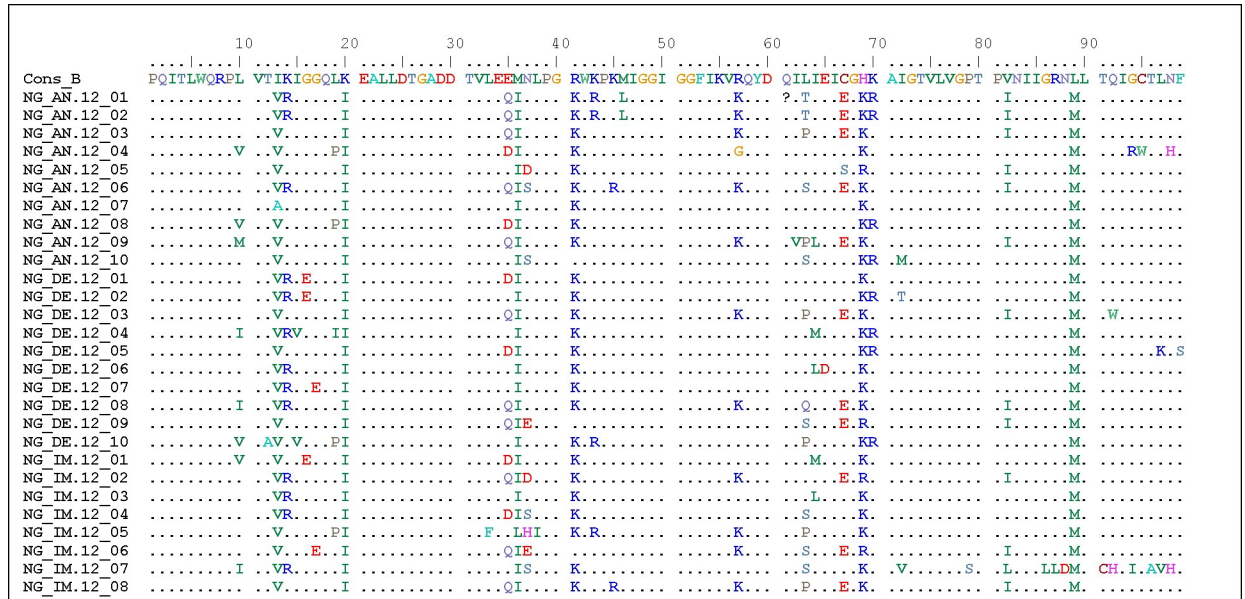 10 20 30 40 50 60 70 80 90
Cons_B PQITLWQRPL VTIKIGGQLK EALLDTGADD TVLEEMNLPG RWKPKMIGGI GGFIKVRQYD QILIEICGHK AIGTVLVGPT PVNIIGRNLL TQIGCTLNF
NG_AN.12_01 .......... ..VR.....I .......... ....QI.... K.R..L.... ......K... ?.T...E.KR .......... .I......M. .........
NG_AN.12_02 .......... ..VR.....I .......... ....QI.... K.R..L.... ......K... ..T...E.KR .......... .I......M. .........
NG_AN.12_03 .......... ..V......I .......... ....QI.... K......... ......K... ..P...E.K. .......... .I......M. .........
NG_AN.12_04 .........V ..V.....PI .......... ....DI.... K......... ......G... ........K. .......... ........M. ...RW..H.
NG_AN.12_05 .......... ..V......I .......... .....ID... K......... .......... ......S.R. .......... .I......M. .........
NG_AN.12_06 .......... ..VR.....I .......... ....QIS... K...R..... ......K... ..S...E.K. .......... .I......M. .........
NG_AN.12_07 .......... ..A......I .......... .....I.... K......... .......... ........K. .......... ........M. .........
NG_AN.12_08 .........V ..V.....PI .......... ....DI.... K......... .......... ........KR .......... ........M. .........
NG_AN.12_09 .........M ..V......I .......... ....QI.... K......... ......K... .VPL..E.K. .......... .I......M. .........
NG_AN.12_10 .......... ..V......I .......... .....IS... K......... .......... ..S.....KR .M........ ........M. .........
NG_DE.12_01 .......... ..VR.E...I .......... ....DI.... K......... .......... ........K. .......... ........M. .........
NG_DE.12_02 .......... ..VR.E...I .......... .....I.... K......... .......... ........KR .T........ ........M. .........
NG_DE.12_03 .......... ..V......I .......... ....QI.... K......... ......K... ..P...E.K. .......... .I......M. .W.......
NG_DE.12_04 .........I ..VRV...II .......... .....I.... K......... .......... ...M....KR .......... ........M. .........
NG_DE.12_05 .......... ..V......I .......... ....DI.... K......... .......... ........KR .......... ........M. ......K.S
NG_DE.12_06 .......... ..VR.....I .......... .....I.... K......... .......... ...LD...K. .......... ........M. .........
NG_DE.12_07 .......... ..VR..E..I .......... .....I.... K......... .......... ........K. .......... ........M. .........
NG_DE.12_08 .........I ..VR.....I .......... ....QI.... K......... ......K... ..Q...E.K. .......... .I......M. .........
NG_DE.12_09 .......... ..V......I .......... ....QIE... K......... .......... ..S...E.R. .......... .I......M. .........
NG_DE.12_10 .........V .AV.V...PI .......... .....I.... K.R....... .......... ..P.....KR .......... ........M. .........
NG_IM.12_01 .........V ..V..E...I .......... ....DI.... K......... .......... ...M....K. .......... ........M. .........
NG_IM.12_02 .......... ..VR.....I .......... ....QID... K......... ......K... ......E.R. .......... .I......M. .........
NG_IM.12_03 .......... ..VR.....I .......... .....I.... K......... .......... ...L....K. .......... ........M. .........
NG_IM.12_04 .......... ..VR.....I .......... ....DIS... K......... .......... ..S.....K. .......... ........M. .........
NG_IM.12_05 .......... ..V.....PI .......... ..F..LHI.. K.R....... ......K... ..P.....K. .......... ........M. .........
NG_IM.12_06 .......... ..V...E..I .......... ....QIE... .......... ......K... ..S...E.R. .......... .I......M. .........
NG_IM.12_07 .........I ..VR.....I .......... .....IS... K......... .......... ..S.....K. .V......S. .L...LLDM. CH.I.AVH.
NG_IM.12_08 .......... ..V......I .......... ....QI.... K...R..... ......K... ..P...E.K. .......... .I......M. .........